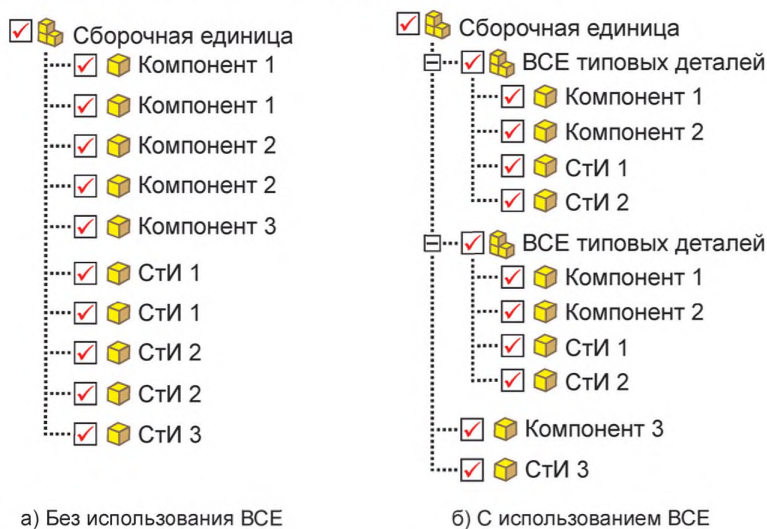 Сборочная единица
Компонент 1
Компонент 1
Компонент 2
Компонент 2
Компонент 3
СтИ 1
СтИ 1
СтИ 2
СтИ 2
СтИ 3
а) Без использования ВСЕ
Сборочная единица
ВСЕ типовых деталей
Компонент 1
Компонент 2
СтИ 1
СтИ 2
ВСЕ типовых деталей
Компонент 1
Компонент 2
СтИ 1
СтИ 2
Компонент 3
СтИ 3
б) С использованием ВСЕ